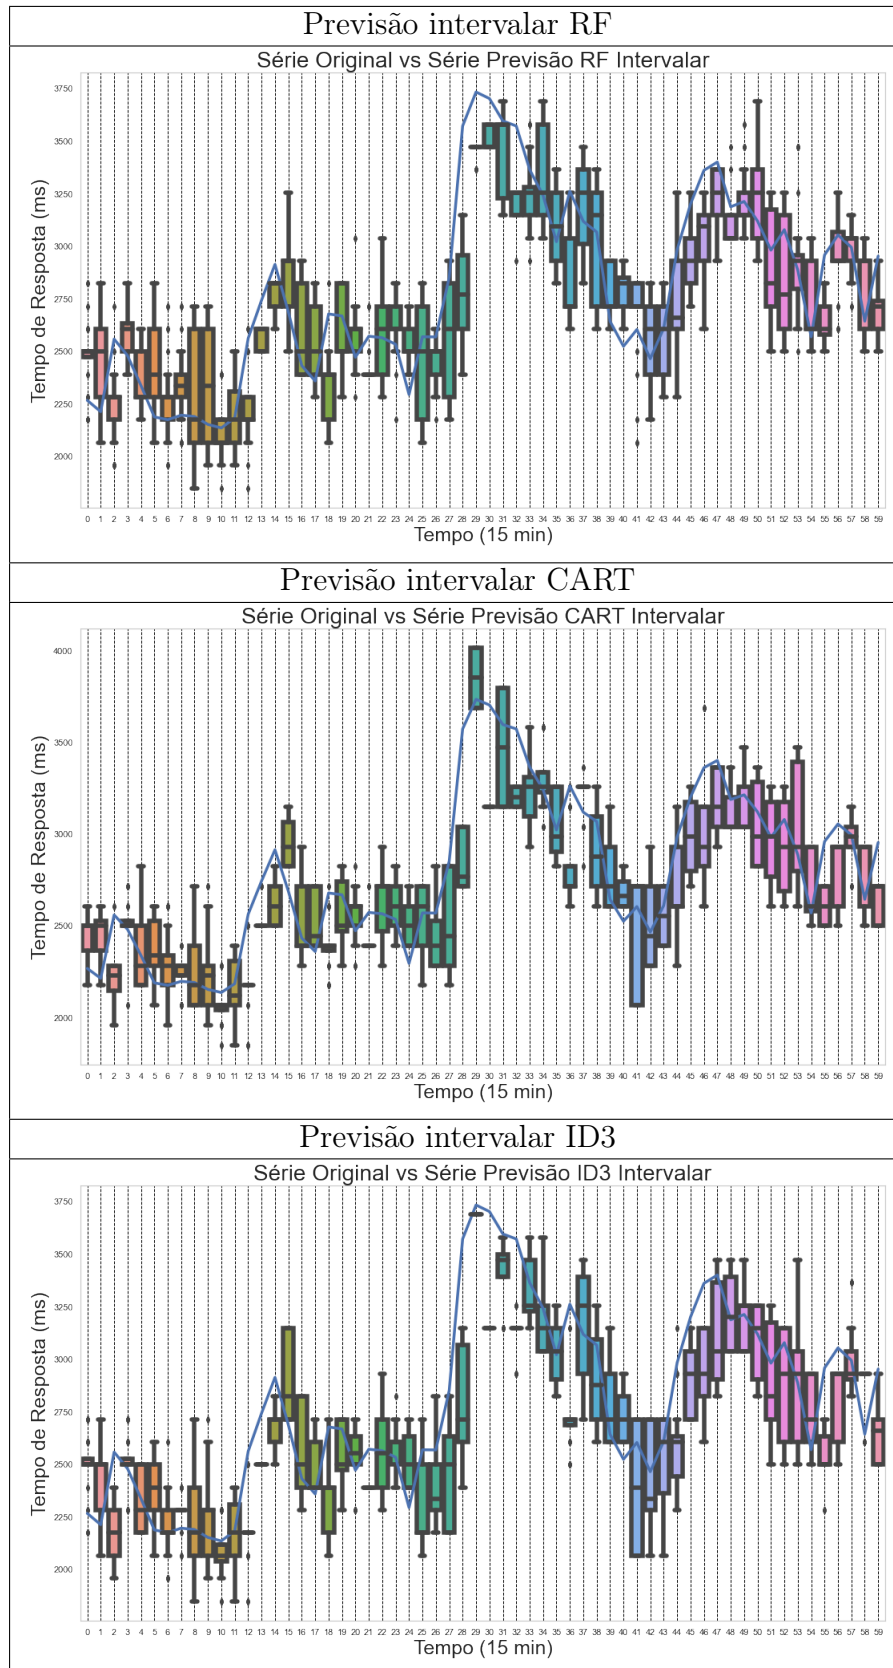 Previsão intervalar RF
Série Original vs Série Previsão RF Intervalar
Tempo de Resposta (ms)
3750
3500
3250
3000
2750
2500
2250
2000
0 1 2 3 4 5 6 7 8 9 10 11 12 13 14 15 16 17 18 19 20 21 22 23 24 25 26 27 28 29 30 31 32 33 34 35 36 37 38 39 40 41 42 43 44 45 46 47 48 49 50 51 52 53 54 55 56 57 58 59
Tempo (15 min)
Previsão intervalar CART
Série Original vs Série Previsão CART Intervalar
Tempo de Resposta (ms)
4000
3500
3000
2500
2000
0 1 2 3 4 5 6 7 8 9 10 11 12 13 14 15 16 17 18 19 20 21 22 23 24 25 26 27 28 29 30 31 32 33 34 35 36 37 38 39 40 41 42 43 44 45 46 47 48 49 50 51 52 53 54 55 56 57 58 59
Tempo (15 min)
Previsão intervalar ID3
Série Original vs Série Previsão ID3 Intervalar
Tempo de Resposta (ms)
3750
3500
3250
3000
2750
2500
2250
2000
0 1 2 3 4 5 6 7 8 9 10 11 12 13 14 15 16 17 18 19 20 21 22 23 24 25 26 27 28 29 30 31 32 33 34 35 36 37 38 39 40 41 42 43 44 45 46 47 48 49 50 51 52 53 54 55 56 57 58 59
Tempo (15 min)